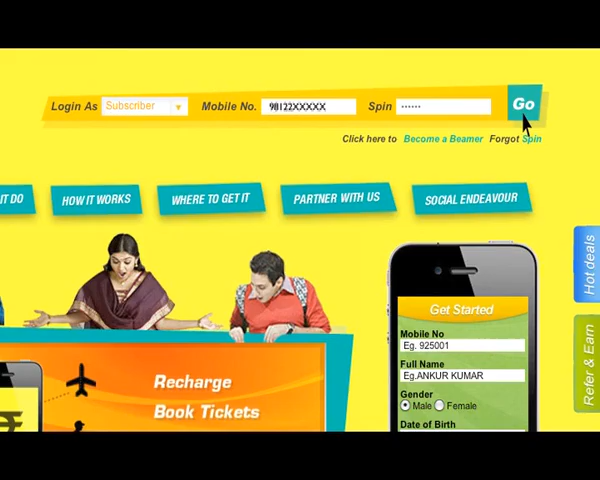 Login As Subscriber Mobile No. 98122XXXXX Spin ****** Go
Click here to Become a Beamer Forgot Spin
IT DO HOW IT WORKS WHERE TO GET IT PARTNER WITH US SOCIAL ENDEAVOUR
Hot deals
Refer & Earn
Recharge
Book Tickets
₹
Get Started
Mobile No
Eg. 925001
Full Name
Eg.ANKUR KUMAR
Gender
Male Female
Date of Birth